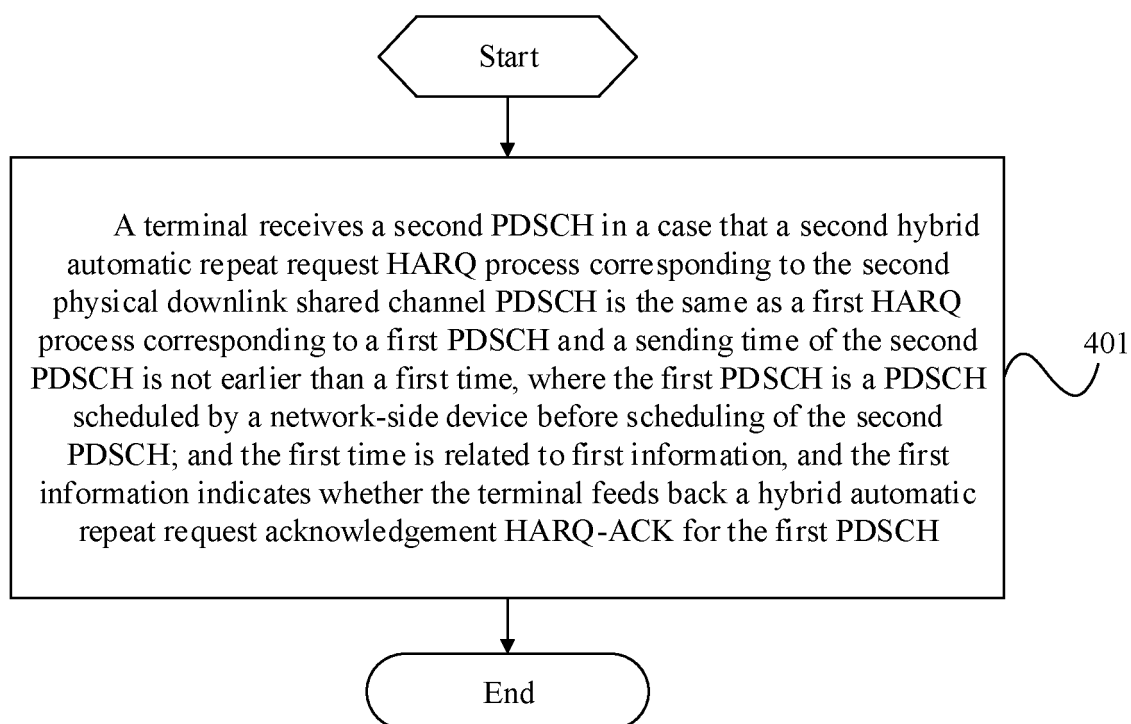 Start
A terminal receives a second PDSCH in a case that a second hybrid
automatic repeat request HARQ process corresponding to the second
physical downlink shared channel PDSCH is the same as a first HARQ
process corresponding to a first PDSCH and a sending time of the second
PDSCH is not earlier than a first time, where the first PDSCH is a PDSCH
scheduled by a network-side device before scheduling of the second
PDSCH; and the first time is related to first information, and the first
information indicates whether the terminal feeds back a hybrid automatic
repeat request acknowledgement HARQ-ACK for the first PDSCH
401
End